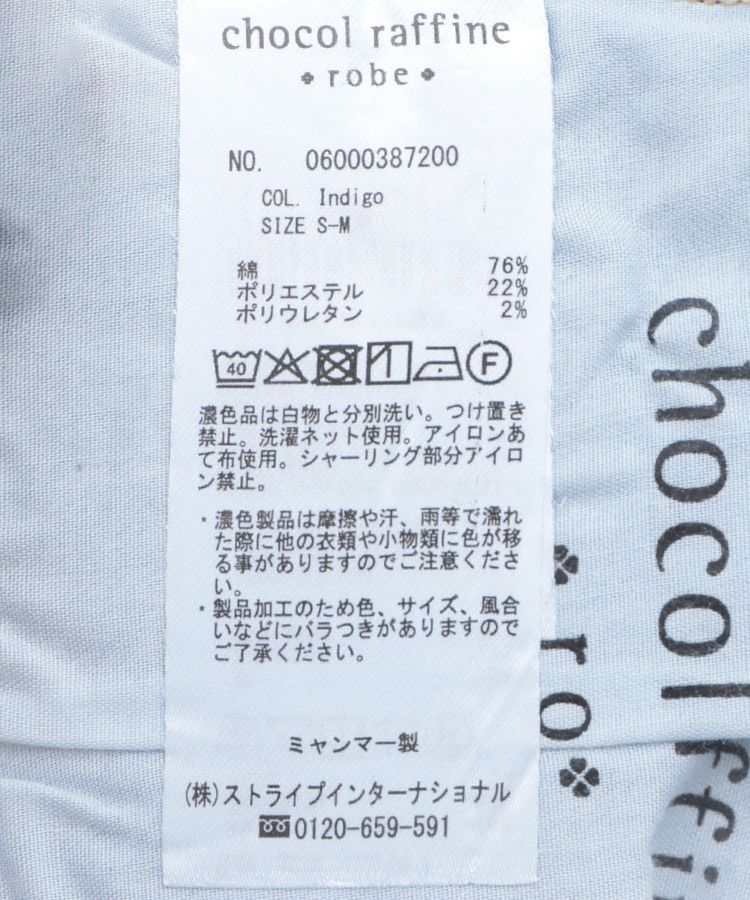 chocol raffine
robe
NO. 06000387200
COL. Indigo
SIZE S-M
綿 76%
ポリエステル 22%
ポリウレタン 2%
40 F
濃色品は白物と分別洗い。つけ置き
禁止。洗濯ネット使用。アイロンあ
て布使用。シャーリング部分アイロ
ン禁止。
・濃色製品は摩擦や汗、雨等で濡れ
た際に他の衣類や小物類に色が移
る事がありますのでご注意くださ
い。
・製品加工のため色、サイズ、風合
いなどにバラつきがありますので
ご了承ください。
ミャンマー製
(株)ストライプインターナショナル
0120-659-591
chocol
ffi
ro